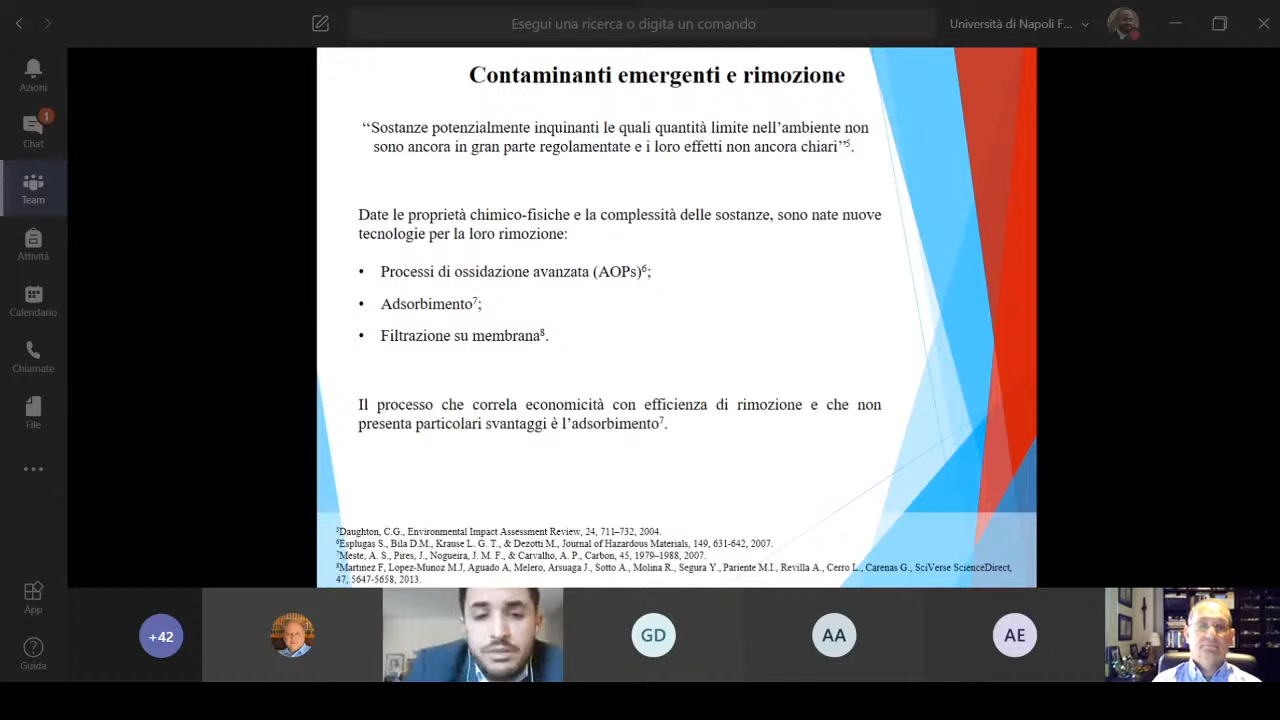 Esegui una ricerca o digita un comando
Università di Napoli F...
Azioni
Chat
1
Team
Attività
Calendario
Chiamate
File
App
Guida
Contaminanti emergenti e rimozione
‘‘Sostanze potenzialmente inquinanti le quali quantità limite nell’ambiente non
sono ancora in gran parte regolamentate e i loro effetti non ancora chiari’’⁵.
Date le proprietà chimico-fisiche e la complessità delle sostanze, sono nate nuove
tecnologie per la loro rimozione:
• Processi di ossidazione avanzata (AOPs)⁶;
• Adsorbimento⁷;
• Filtrazione su membrana⁸.
Il processo che correla economicità con efficienza di rimozione e che non
presenta particolari svantaggi è l’adsorbimento⁷.
⁵Daughton, C.G., Environmental Impact Assessment Review, 24, 711–732, 2004.
⁶Esplugas S., Bila D.M., Krause L. G. T., & Dezotti M., Journal of Hazardous Materials, 149, 631-642, 2007.
⁷Meste, A. S., Pires, J., Nogueira, J. M. F., & Carvalho, A. P., Carbon, 45, 1979–1988, 2007.
⁸Martınez F, Lopez-Munoz M.J, Aguado A, Melero, Arsuaga J., Sotto A., Molina R., Segura Y., Pariente M.I., Revilla A., Cerro L., Carenas G., SciVerse ScienceDirect,
47, 5647-5658, 2013.
+42
GD
AA
AE